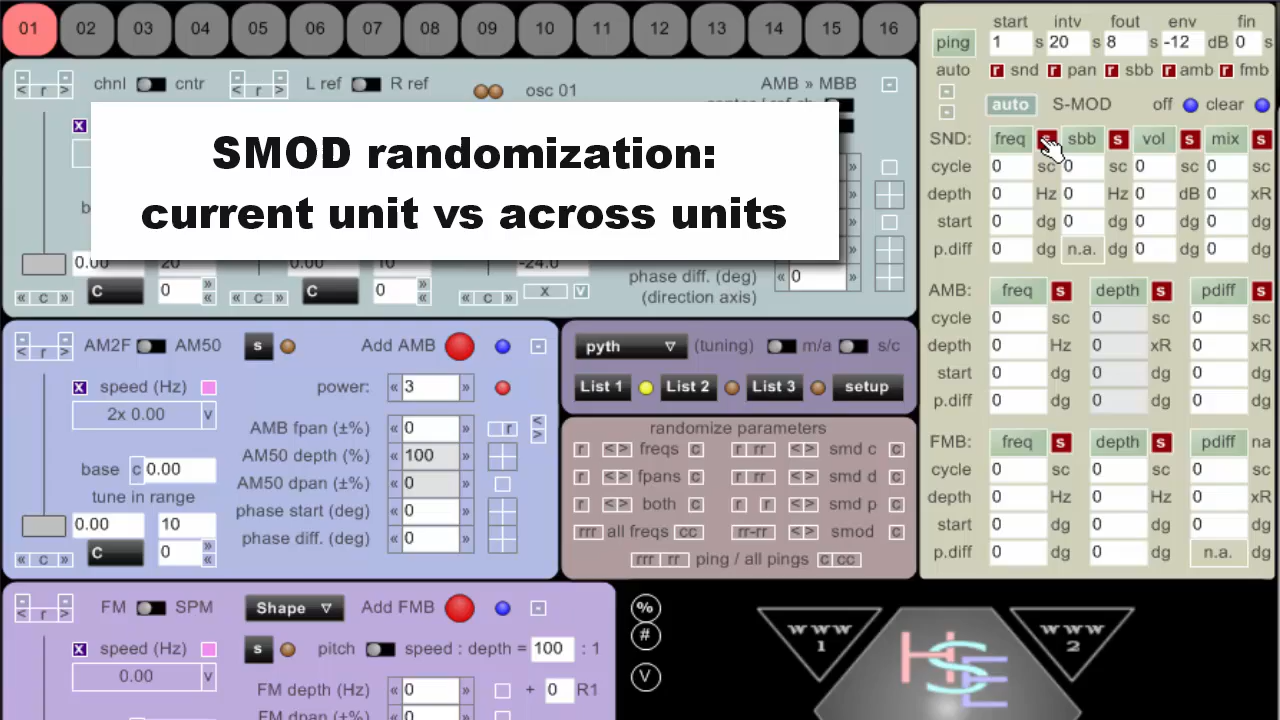 01 02 03 04 05 06 07 08 09 10 11 12 13 14 15 16
start intv fout env fin
ping 1 s 20 s 8 s -12 dB 0 s
auto r snd r pan r sbb r amb r fmb
auto S-MOD off clear
SND: freq s sbb s vol s mix s
cycle 0 sc 0 sc 0 sc 0 sc
depth 0 Hz 0 Hz 0 dB 0 xR
start 0 dg 0 dg 0 dg 0 dg
p.diff 0 dg n.a. dg 0 dg 0 dg
AMB: freq s depth s pdiff s
cycle 0 sc 0 sc 0 sc
depth 0 Hz 0 xR 0 Hz
start 0 dg 0 dg 0 dg
p.diff 0 dg 0 dg 0 dg
FMB: freq s depth s pdiff na
cycle 0 sc 0 sc 0 sc
depth 0 Hz 0 Hz 0 xR
start 0 dg 0 dg 0 dg
p.diff 0 dg 0 dg n.a. dg
< r > chnl cntr < r > L ref R ref osc 01 AMB » MBB
SMOD randomization:
current unit vs across units
0.00 20 0.00 10 -24.0
C 0 » « C 0 » « x V
« c » « c » « c »
phase diff. (deg) « 0 »
(direction axis)
< r > AM2F AM50 s Add AMB
x speed (Hz) power: « 3 »
2x 0.00 V
AMB fpan (±%) « 0 » r < >
base c 0.00 AM50 depth (%) « 100 »
tune in range AM50 dpan (±%) « 0 »
0.00 10 phase start (deg) « 0 »
C 0 » « phase diff. (deg) « 0 »
« c »
pyth ▽ (tuning) m/a s/c
List 1 List 2 List 3 setup
randomize parameters
r < > freqs c r rr < > smd c c
r < > fpans c r rr < > smd d c
r < > both c r r < > smd p c
rrr all freqs cc rr-rr < > smod c
rrr rr ping / all pings c cc
< r > FM SPM Shape ▽ Add FMB
x speed (Hz) s pitch speed : depth = 100 : 1
0.00 V
FM depth (Hz) « 0 » + 0 R1
FM dpan (±%) « 0 »
%
#
V
WWW
1
WWW
2
HSE